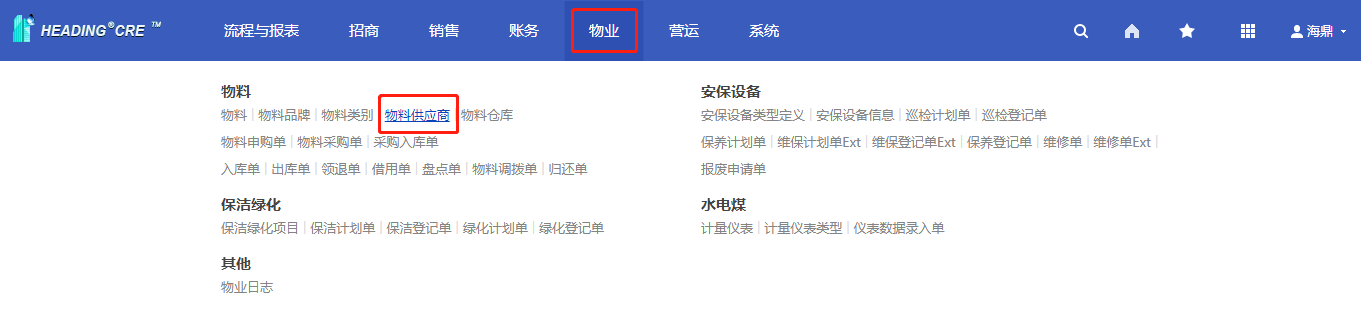 HEADING®CRE ™ 流程与报表 招商 销售 账务 物业 营运 系统 海鼎
物料
物料 | 物料品牌 | 物料类别 | 物料供应商 | 物料仓库
物料申购单 | 物料采购单 | 采购入库单
入库单 | 出库单 | 领退单 | 借用单 | 盘点单 | 物料调拨单 | 归还单
保洁绿化
保洁绿化项目 | 保洁计划单 | 保洁登记单 | 绿化计划单 | 绿化登记单
其他
物业日志
安保设备
安保设备类型定义 | 安保设备信息 | 巡检计划单 | 巡检登记单
保养计划单 | 维保计划单Ext | 维保登记单Ext | 保养登记单 | 维修单 | 维修单Ext |
报废申请单
水电煤
计量仪表 | 计量仪表类型 | 仪表数据录入单